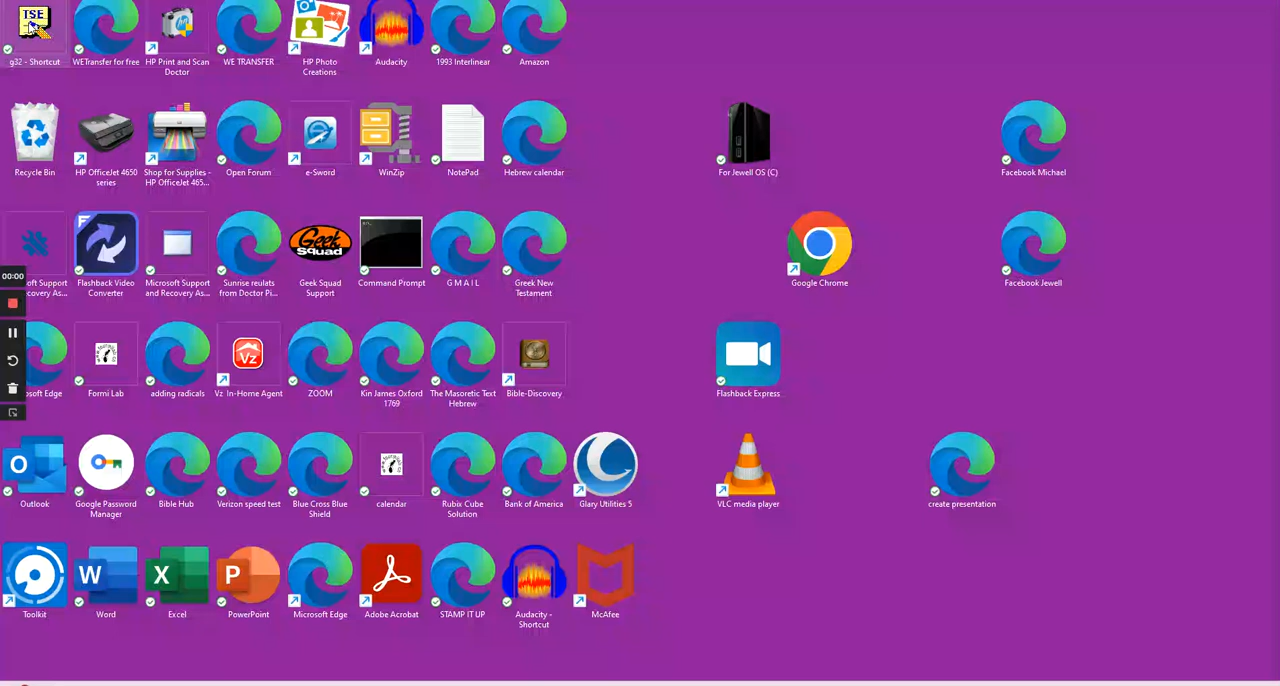 TSE
g32 - Shortcut
WETransfer for free
HP Print and Scan
Doctor
WE TRANSFER
HP Photo
Creations
Audacity
1993 Interlinear
Amazon
Recycle Bin
HP OfficeJet 4650
series
Shop for Supplies -
HP OfficeJet 465...
Open Forum
e-Sword
WinZip
NotePad
Hebrew calendar
For Jewell OS (C)
Facebook Michael
00:00
oft Support
covery As...
Flashback Video
Converter
Microsoft Support
and Recovery As...
Sunrise reulats
from Doctor Pi...
Geek
Squad
Geek Squad
Support
Command Prompt
G M A I L
Greek New
Testament
Google Chrome
Facebook Jewell
osoft Edge
Formi Lab
adding radicals
Vz
Vz In-Home Agent
ZOOM
Kin James Oxford
1769
The Masoretic Text
Hebrew
Bible-Discovery
Flashback Express
Outlook
Google Password
Manager
Bible Hub
Verizon speed test
Blue Cross Blue
Shield
calendar
Rubix Cube
Solution
Bank of America
Glary Utilities 5
VLC media player
create presentation
Toolkit
W
Word
X
Excel
P
PowerPoint
Microsoft Edge
Adobe Acrobat
STAMP IT UP
Audacity -
Shortcut
McAfee